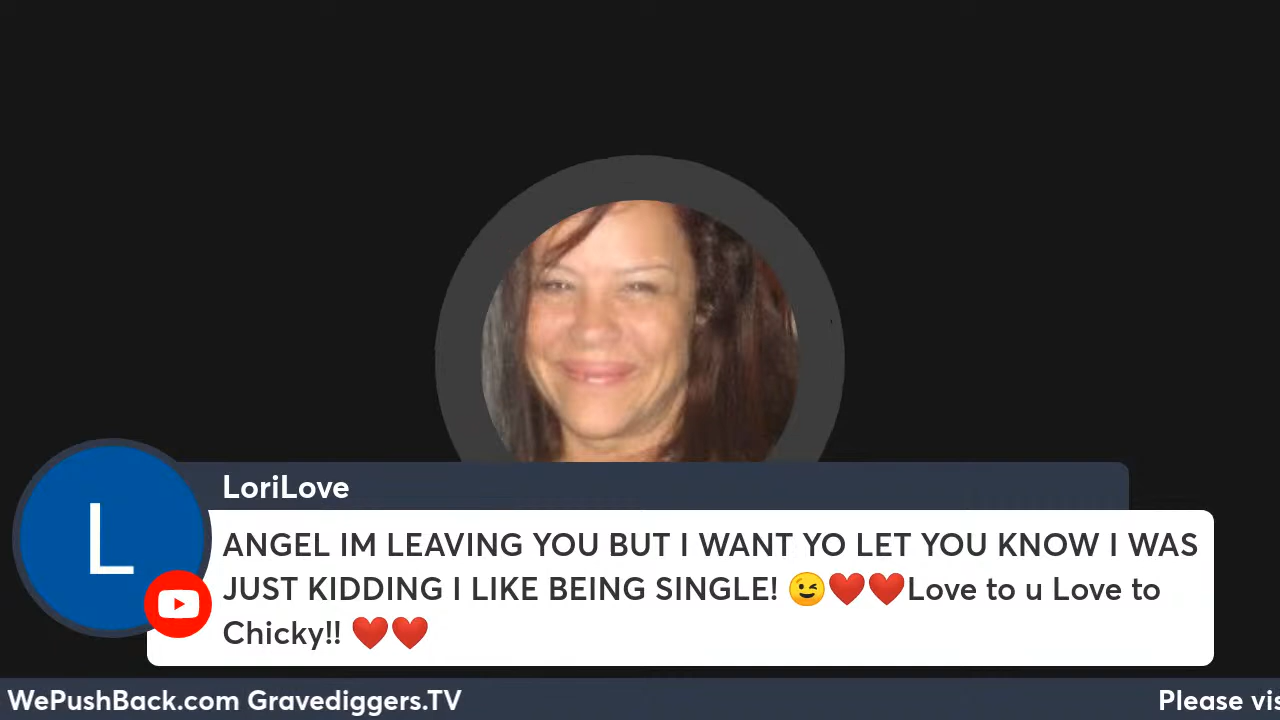 LoriLove
L
ANGEL IM LEAVING YOU BUT I WANT YO LET YOU KNOW I WAS
JUST KIDDING I LIKE BEING SINGLE! 😉❤️❤️Love to u Love to
Chicky!! ❤️❤️
WePushBack.com Gravediggers.TV
Please